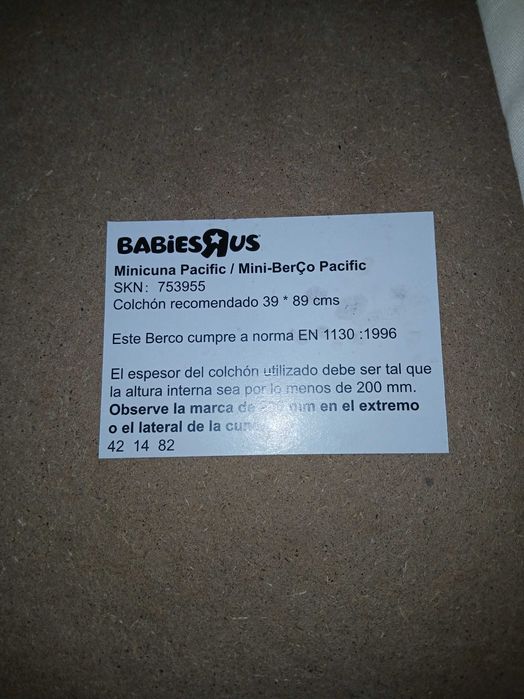 BABiESRUS
Minicuna Pacific / Mini-BerÇo Pacific
SKN: 753955
Colchón recomendado 39 * 89 cms
Este Berco cumpre a norma EN 1130 :1996
El espesor del colchón utilizado debe ser tal que
la altura interna sea por lo menos de 200 mm.
Observe la marca de mm en el extremo
o el lateral de la
42 14 82